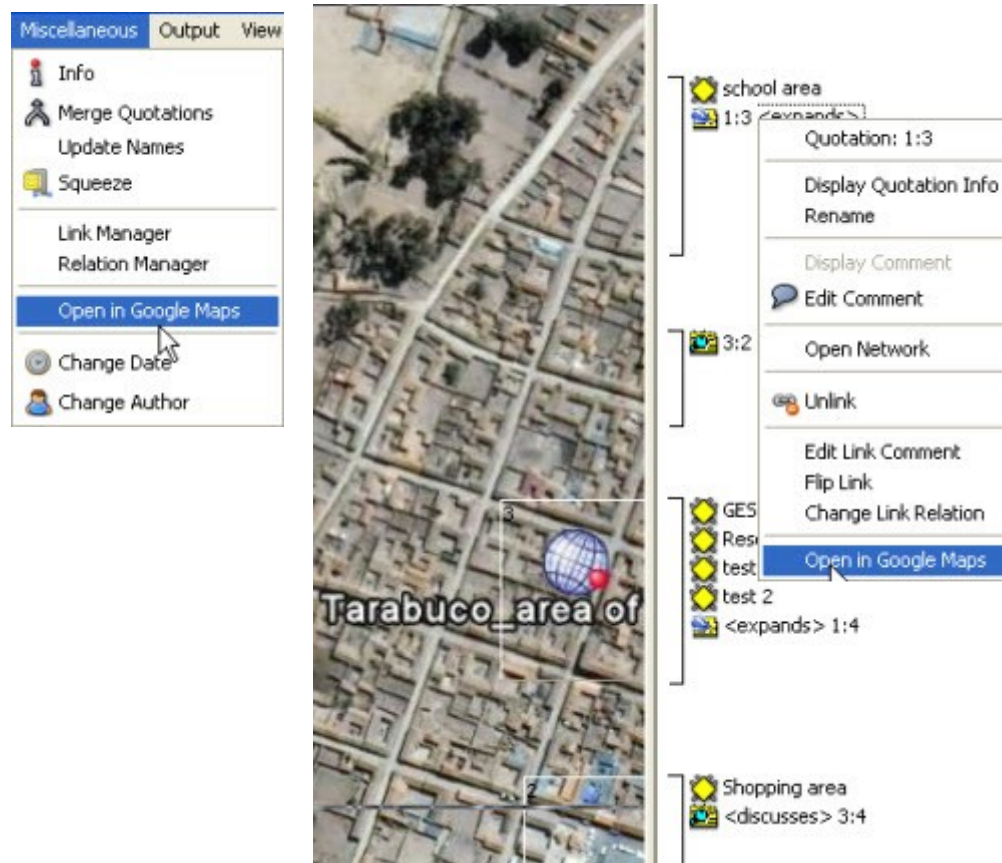 Miscellaneous Output View
Info
Merge Quotations
Update Names
Squeeze
Link Manager
Relation Manager
Open in Google Maps
Change Date
Change Author
3
Tarabuco_area of
2
school area
1:3 <expands>
3:2
GES
Rese
test
test 2
<expands> 1:4
Shopping area
<discusses> 3:4
Quotation: 1:3
Display Quotation Info
Rename
Display Comment
Edit Comment
Open Network
Unlink
Edit Link Comment
Flip Link
Change Link Relation
Open in Google Maps